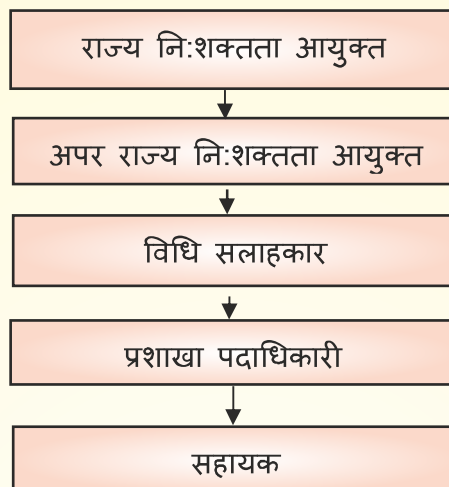 राज्य नि:शक्तता आयुक्त
अपर राज्य नि:शक्तता आयुक्त
विधि सलाहकार
प्रशाखा पदाधिकारी
सहायक